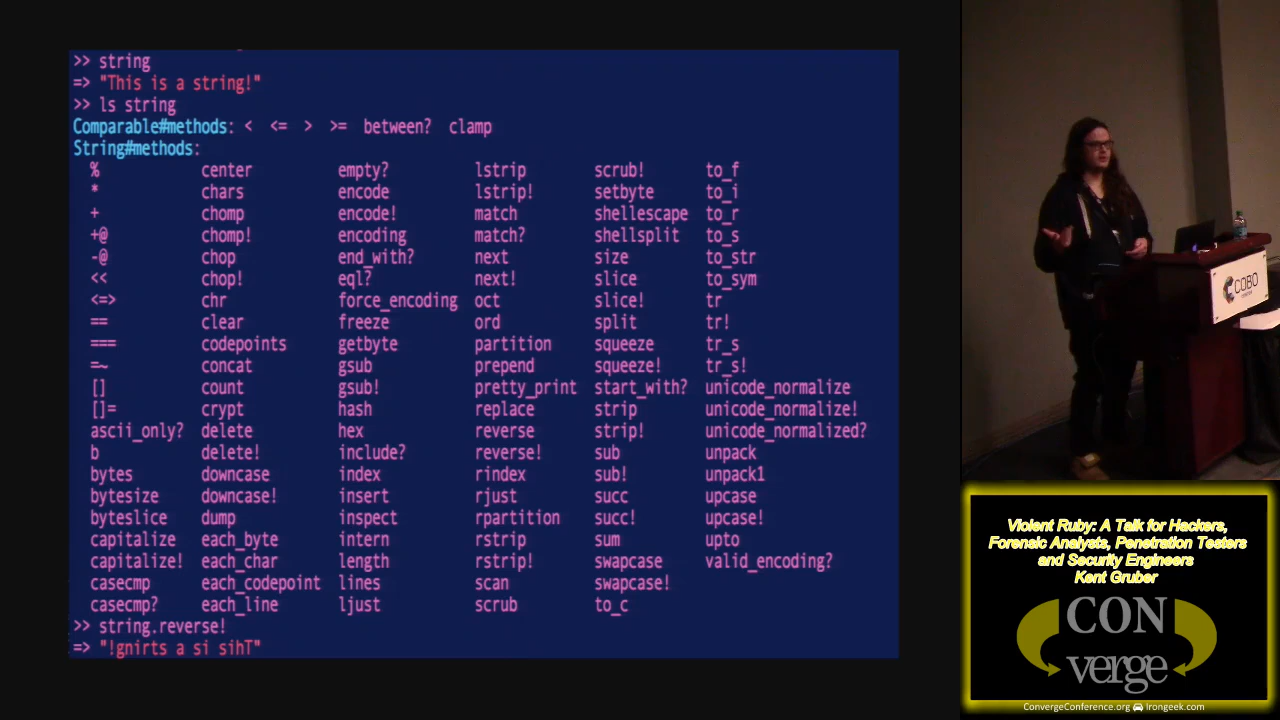 >> string
=> "This is a string!"
>> ls string
Comparable#methods: < <= > >= between? clamp
String#methods:
% center empty? lstrip scrub! to_f
* chars encode lstrip! setbyte to_i
+ chomp encode! match shellescape to_r
+@ chomp! encoding match? shellsplit to_s
-@ chop end_with? next size to_str
<< chop! eql? next! slice to_sym
<=> chr force_encoding oct slice! tr
== clear freeze ord split tr!
=== codepoints getbyte partition squeeze tr_s
=~ concat gsub prepend squeeze! tr_s!
[] count gsub! pretty_print start_with? unicode_normalize
[]= crypt hash replace strip unicode_normalize!
ascii_only? delete hex reverse strip! unicode_normalized?
b delete! include? reverse! sub unpack
bytes downcase index rindex sub! unpack1
bytesize downcase! insert rjust succ upcase
byteslice dump inspect rpartition succ! upcase!
capitalize each_byte intern rstrip sum upto
capitalize! each_char length rstrip! swapcase valid_encoding?
casecmp each_codepoint lines scan swapcase!
casecmp? each_line ljust scrub to_c
>> string.reverse!
=> "!gnirts a si sihT"
COBO
Violent Ruby: A Talk for Hackers,
Forensic Analysts, Penetration Testers
and Security Engineers
Kent Gruber
CON
verge
ConvergeConference.org Irongeek.com